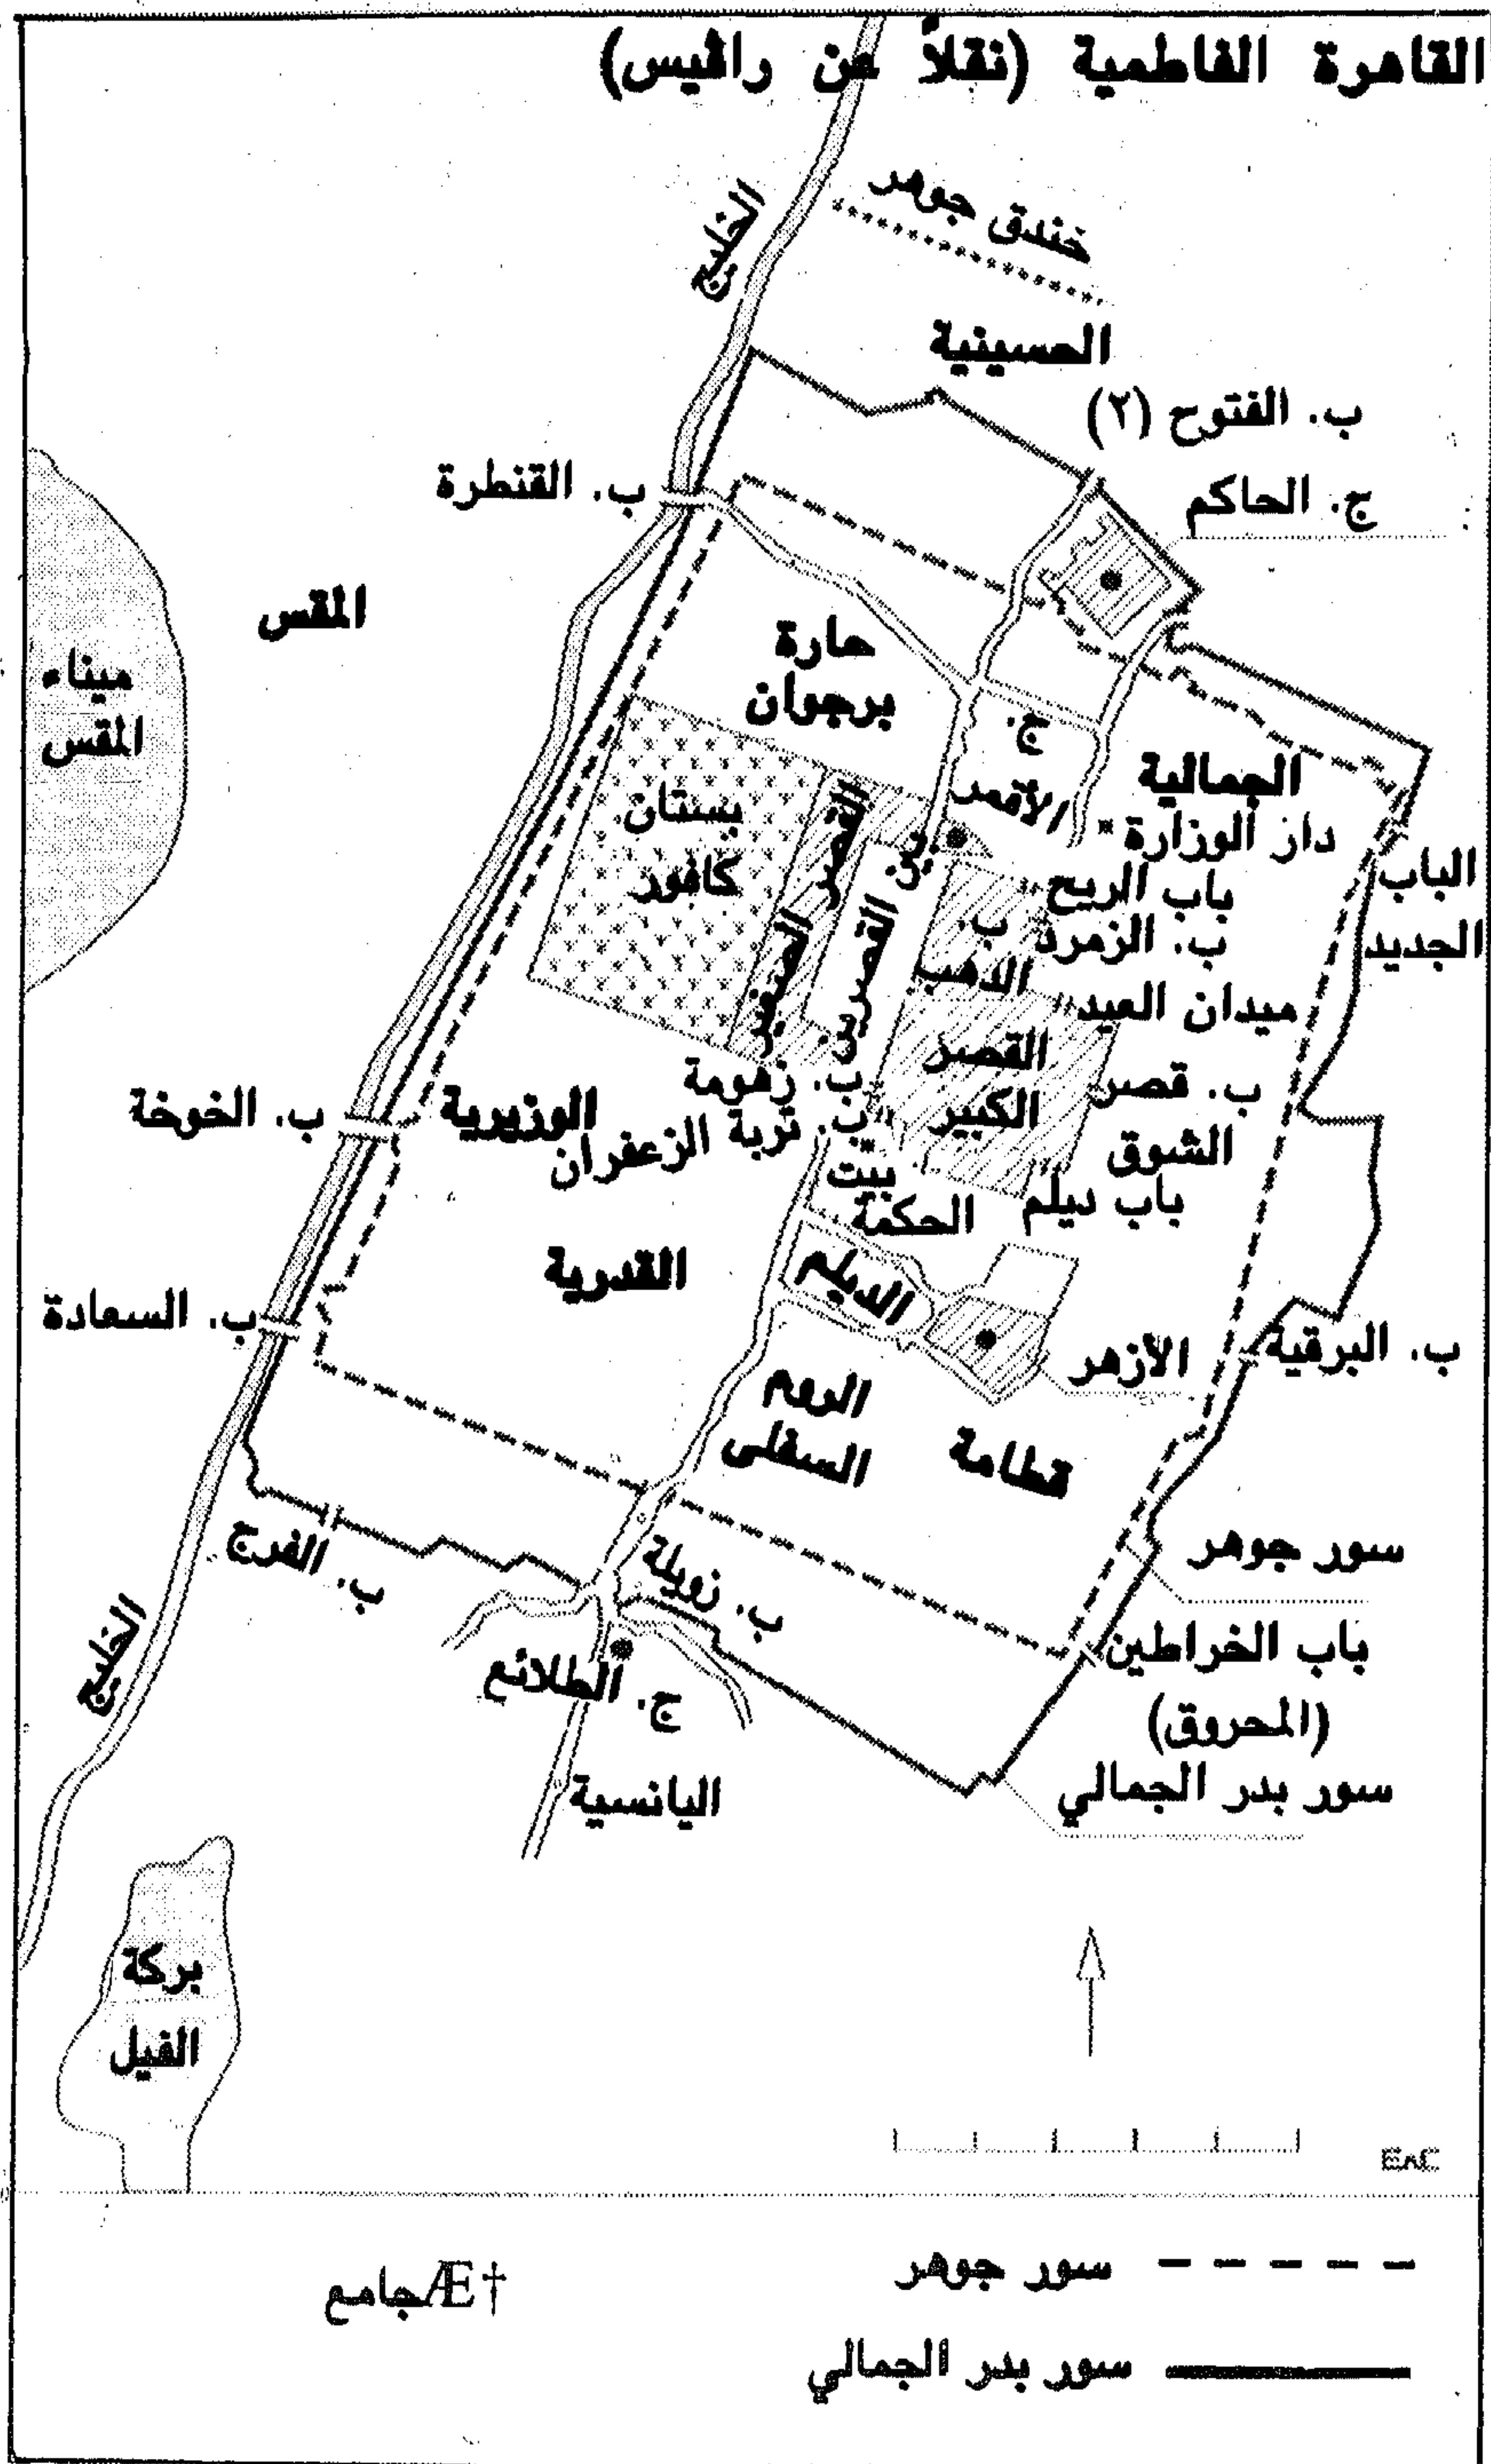 القاهرة الفاطمية (نقلاً عن راڤيس)
خندق جوهر
الخليج
الحسينية
ب. الفتوح (٢)
ج. الحاكم
ب. القنطرة
المقس
ميناء
المقس
حارة
برجوان
ج.
الأقمر
الجمالية
دار الوزارة
بستان
كافور
القصر الصغير
بين القصرين
باب الريح
ب. الزمرد
ب.
الذهب
الباب
الجديد
ميدان العيد
القصر
الكبير
ب. قصر
الشوق
ب. زهومة
ب. تربة الزعفران
الوزيرية
ب. الخوخة
بيت
الحكمة
باب ديلم
القدرية
الديلم
ب. السعادة
الأزهر
ب. البرقية
الروم
السفلى
قطامة
ب. الفرج
ب. زويلة
سور جوهر
باب الخراطين
(المحروق)
سور بدر الجمالي
الخليج
ج. الطلائع
اليانسية
بركة
الفيل
سور جوهر
جامعÆ†
سور بدر الجمالي